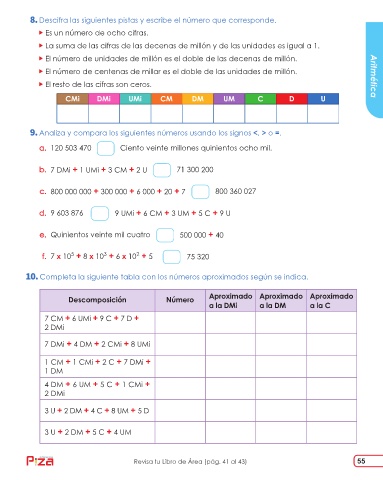 8. Descifra las siguientes pistas y escribe el número que corresponde.
Es un número de ocho cifras.
La suma de las cifras de las decenas de millón y de las unidades es igual a 1.
El número de unidades de millón es el doble de las decenas de millón.
El número de centenas de millar es el doble de las unidades de millón.
El resto de las cifras son ceros.
CMi DMi UMi CM DM UM C D U
Aritmética
9. Analiza y compara los siguientes números usando los signos <, > o =.
a. 120 503 470 Ciento veinte millones quinientos ocho mil.
b. 7 DMi + 1 UMi + 3 CM + 2 U 71 300 200
c. 800 000 000 + 300 000 + 6 000 + 20 + 7 800 360 027
d. 9 603 876 9 UMi + 6 CM + 3 UM + 5 C + 9 U
e. Quinientos veinte mil cuatro 500 000 + 40
f. 7 x 10⁵ + 8 x 10³ + 6 x 10² + 5 75 320
10. Completa la siguiente tabla con los números aproximados según se indica.
Descomposición Número Aproximado a la DMi Aproximado a la DM Aproximado a la C
7 CM + 6 UMi + 9 C + 7 D +
2 DMi
7 DMi + 4 DM + 2 CMi + 8 UMi
1 CM + 1 CMi + 2 C + 7 DMi +
1 DM
4 DM + 6 UM + 5 C + 1 CMi +
2 DMi
3 U + 2 DM + 4 C + 8 UM + 5 D
3 U + 2 DM + 5 C + 4 UM
Revisa tu Libro de Área (pág. 41 al 43) 55